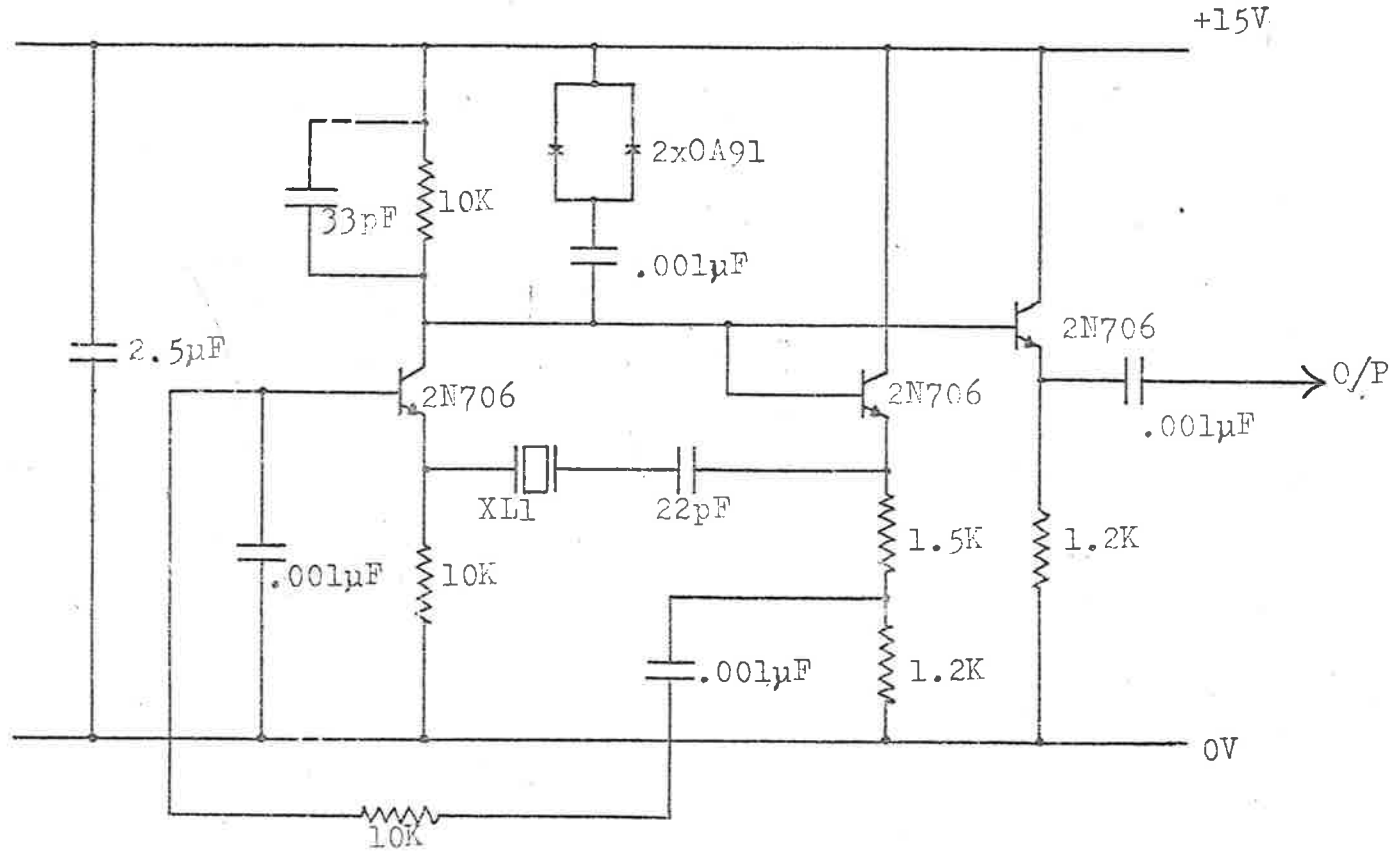 +15V
2xOA91
10K
33pF
.001µF
2N706
2.5µF
2N706
2N706
O/P
.001µF
XL1
22pF
1.5K
1.2K
.001µF
10K
.001µF
1.2K
0V
10K